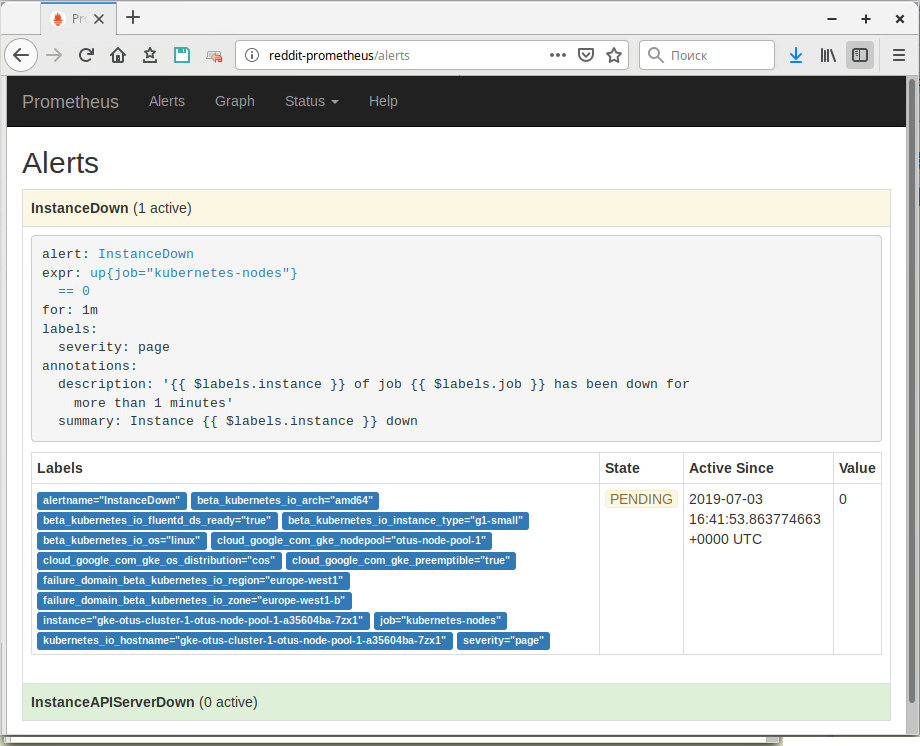 Pr
reddit-prometheus/alerts
Поиск
Prometheus Alerts Graph Status Help
Alerts
InstanceDown (1 active)
alert: InstanceDown
expr: up{job="kubernetes-nodes"}
== 0
for: 1m
labels:
severity: page
annotations:
description: '{{ $labels.instance }} of job {{ $labels.job }} has been down for
more than 1 minutes'
summary: Instance {{ $labels.instance }} down
Labels State Active Since Value
alertname="InstanceDown" beta_kubernetes_io_arch="amd64"
beta_kubernetes_io_fluentd_ds_ready="true" beta_kubernetes_io_instance_type="g1-small"
beta_kubernetes_io_os="linux" cloud_google_com_gke_nodepool="otus-node-pool-1"
cloud_google_com_gke_os_distribution="cos" cloud_google_com_gke_preemptible="true"
failure_domain_beta_kubernetes_io_region="europe-west1"
failure_domain_beta_kubernetes_io_zone="europe-west1-b"
instance="gke-otus-cluster-1-otus-node-pool-1-a35604ba-7zx1" job="kubernetes-nodes"
kubernetes_io_hostname="gke-otus-cluster-1-otus-node-pool-1-a35604ba-7zx1" severity="page"
PENDING
2019-07-03
16:41:53.863774663
+0000 UTC
0
InstanceAPIServerDown (0 active)